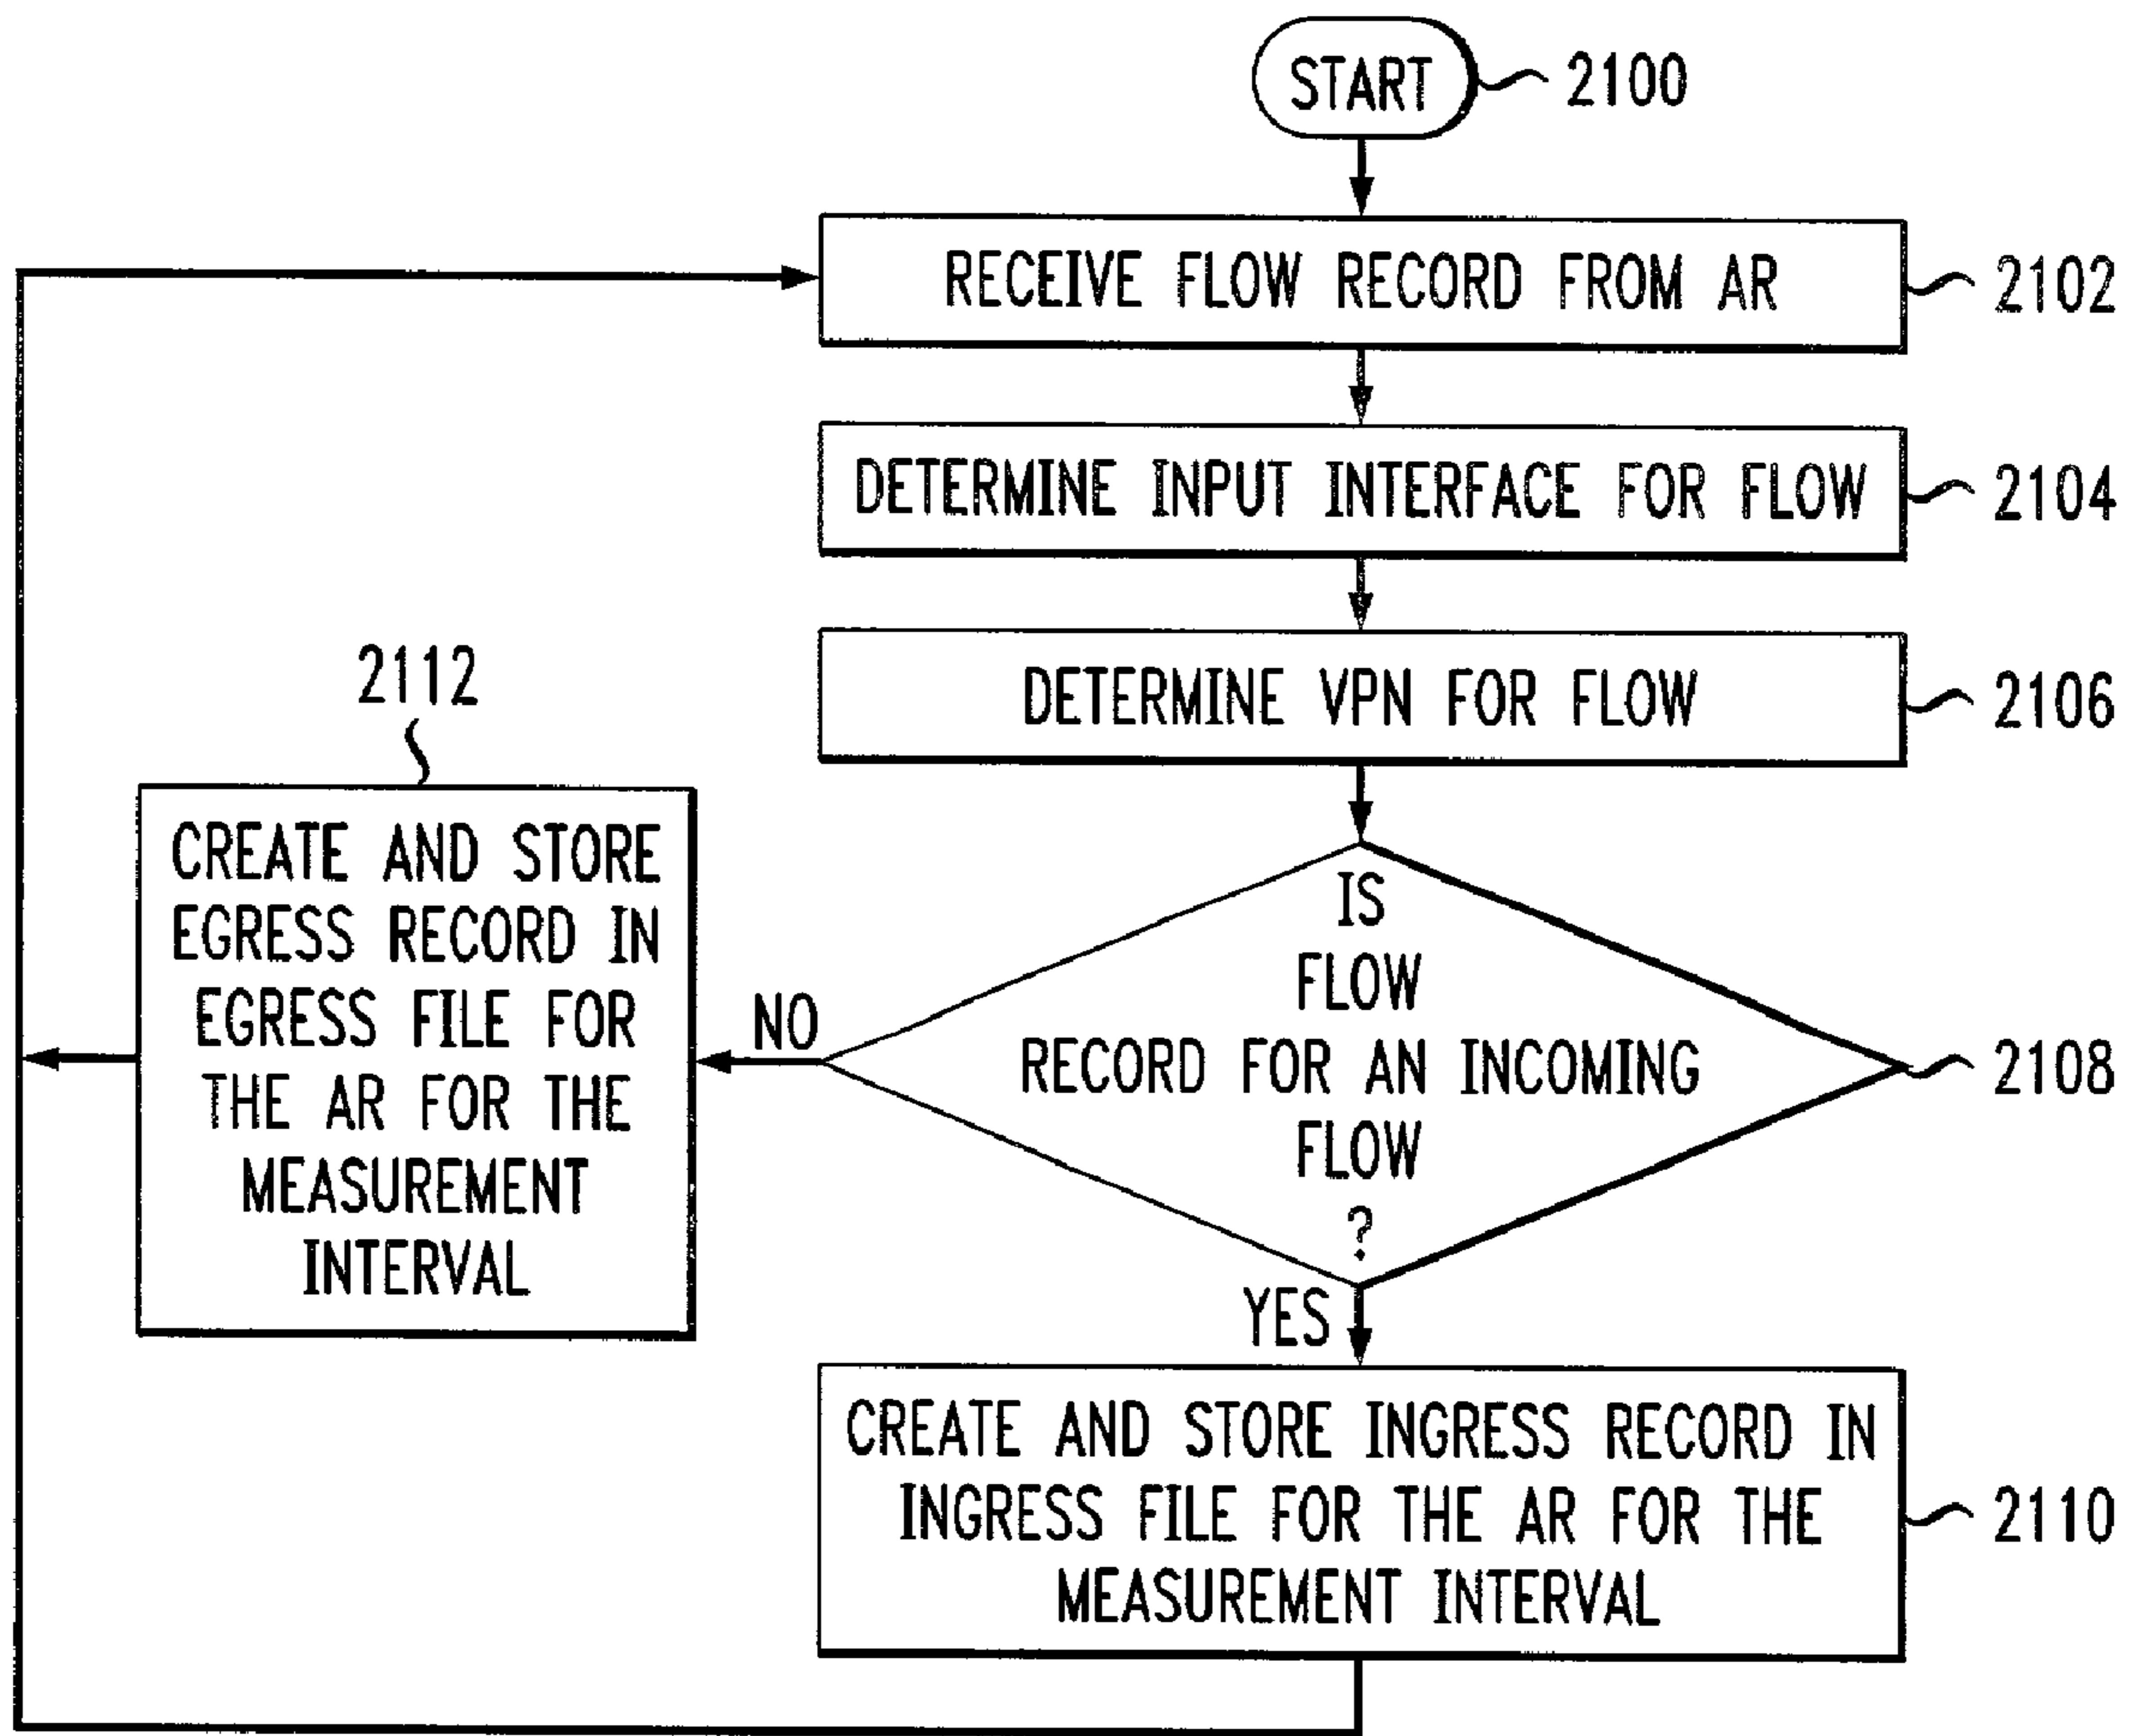 START
2100
RECEIVE FLOW RECORD FROM AR
2102
DETERMINE INPUT INTERFACE FOR FLOW
2104
DETERMINE VPN FOR FLOW
2106
2112
CREATE AND STORE
EGRESS RECORD IN
EGRESS FILE FOR
THE AR FOR THE
MEASUREMENT
INTERVAL
NO
IS
FLOW
RECORD FOR AN INCOMING
FLOW
?
2108
YES
CREATE AND STORE INGRESS RECORD IN
INGRESS FILE FOR THE AR FOR THE
MEASUREMENT INTERVAL
2110